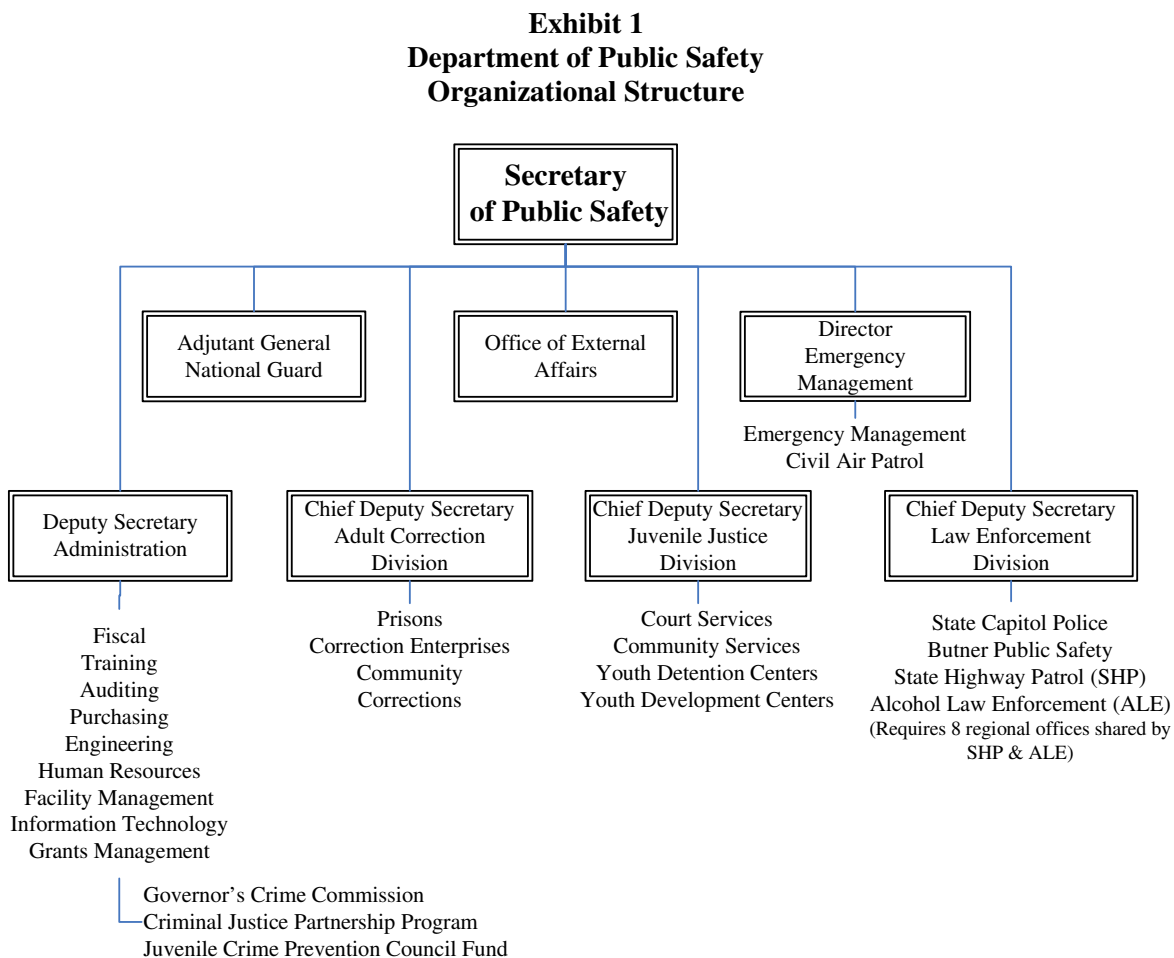 Exhibit 1
Department of Public Safety
Organizational Structure
Secretary
of Public Safety
Adjutant General
National Guard
Office of External
Affairs
Director
Emergency
Management
Emergency Management
Civil Air Patrol
Deputy Secretary
Administration
Fiscal
Training
Auditing
Purchasing
Engineering
Human Resources
Facility Management
Information Technology
Grants Management
Governor's Crime Commission
Criminal Justice Partnership Program
Juvenile Crime Prevention Council Fund
Chief Deputy Secretary
Adult Correction
Division
Prisons
Correction Enterprises
Community
Corrections
Chief Deputy Secretary
Juvenile Justice
Division
Court Services
Community Services
Youth Detention Centers
Youth Development Centers
Chief Deputy Secretary
Law Enforcement
Division
State Capitol Police
Butner Public Safety
State Highway Patrol (SHP)
Alcohol Law Enforcement (ALE)
(Requires 8 regional offices shared by
SHP & ALE)